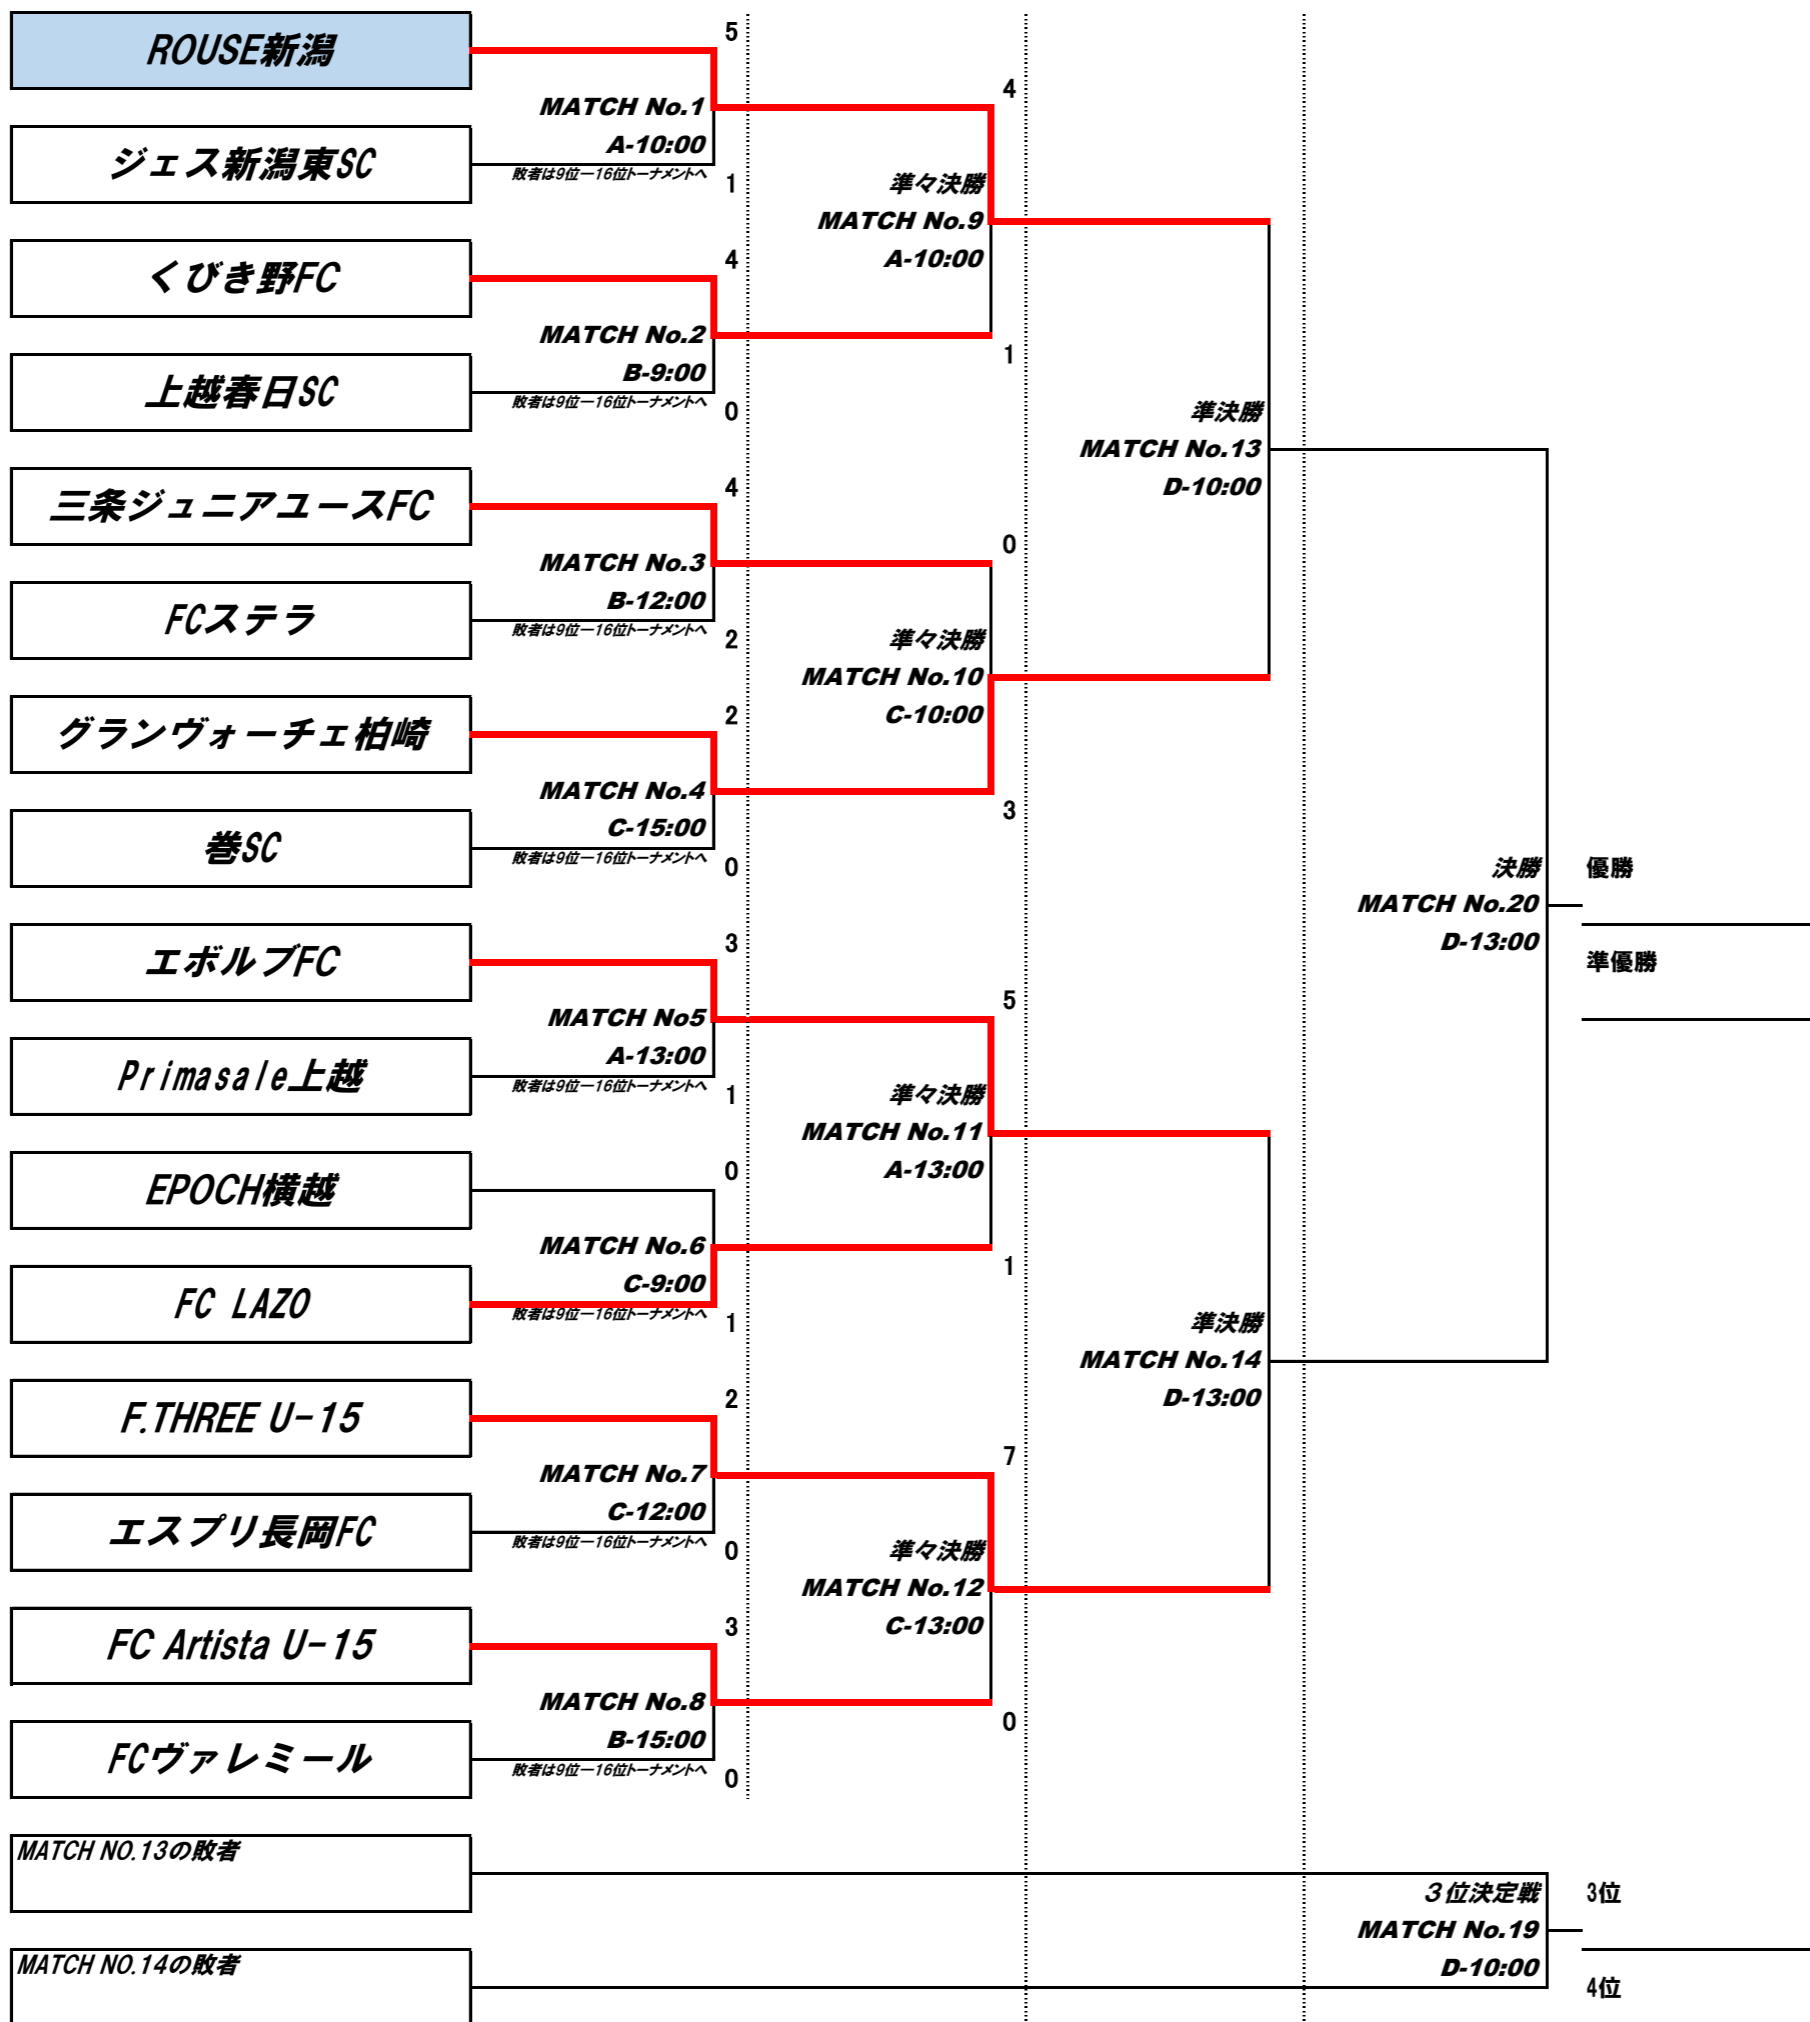 5
ROUSE新潟
4
MATCH No.1
A-10:00
ジェス新潟東SC
敗者は9位ー16位トーナメントへ
1
準々決勝
MATCH No.9
A-10:00
4
くびき野FC
MATCH No.2
1
B-9:00
上越春日SC
敗者は9位ー16位トーナメントへ
0
準決勝
MATCH No.13
D-10:00
4
三条ジュニアユースFC
0
MATCH No.3
B-12:00
FCステラ
敗者は9位ー16位トーナメントへ
2
準々決勝
MATCH No.10
C-10:00
2
グランヴォーチェ柏崎
MATCH No.4
3
C-15:00
巻SC
敗者は9位ー16位トーナメントへ
0
決勝
優勝
MATCH No.20
D-13:00
準優勝
3
エボルブFC
5
MATCH No5
A-13:00
Primasale上越
敗者は9位ー16位トーナメントへ
1
準々決勝
MATCH No.11
A-13:00
0
EPOCH横越
MATCH No.6
1
C-9:00
FC LAZO
敗者は9位ー16位トーナメントへ
1
準決勝
MATCH No.14
D-13:00
2
F.THREE U-15
7
MATCH No.7
C-12:00
エスプリ長岡FC
敗者は9位ー16位トーナメントへ
0
準々決勝
MATCH No.12
C-13:00
3
FC Artista U-15
MATCH No.8
0
B-15:00
FCヴァレミール
敗者は9位ー16位トーナメントへ
0
MATCH NO.13の敗者
３位決定戦
3位
MATCH No.19
D-10:00
MATCH NO.14の敗者
4位